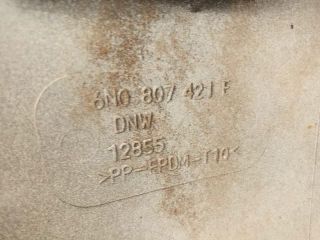 6N0 807 421 F
DNW
12855
>PP-EPDM-T10<